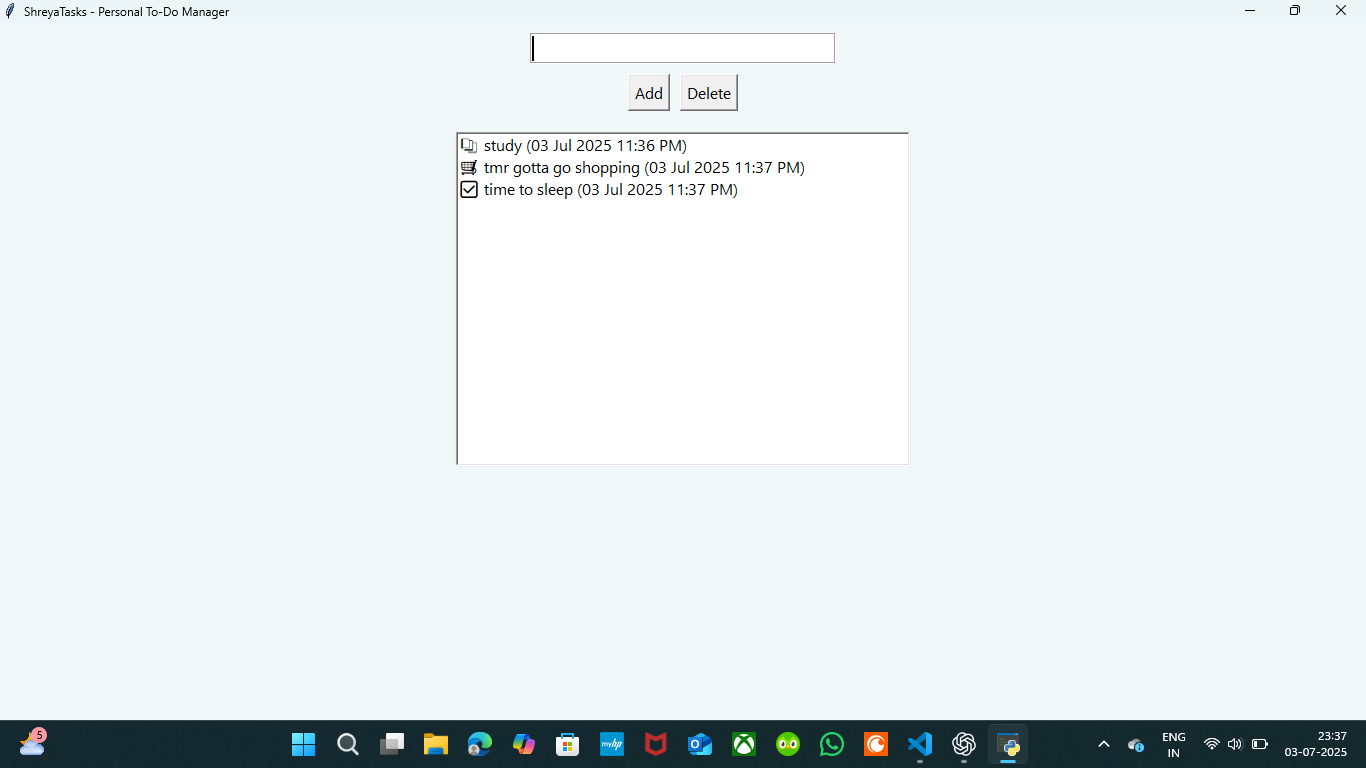 ShreyaTasks - Personal To-Do Manager
Add
Delete
study (03 Jul 2025 11:36 PM)
tmr gotta go shopping (03 Jul 2025 11:37 PM)
time to sleep (03 Jul 2025 11:37 PM)
5
myhp
ENG
IN
23:37
03-07-2025